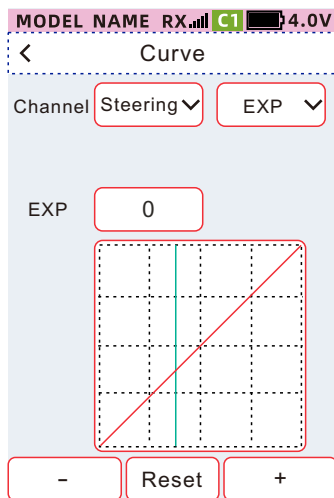 MODEL NAME RX C1 4.0V
< Curve
Channel Steering EXP
EXP 0
- Reset +